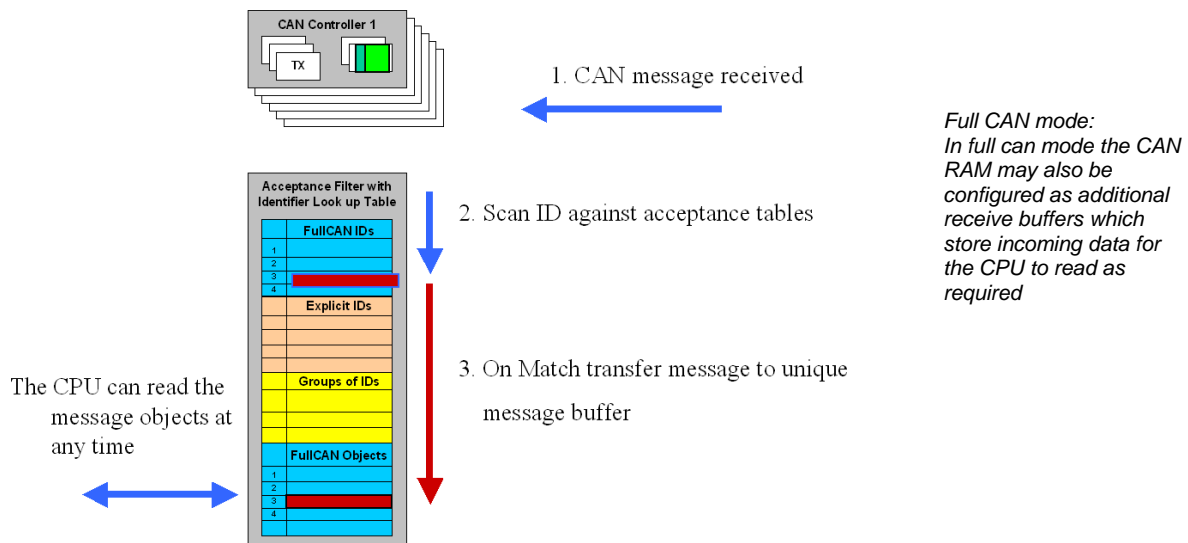 CAN Controller 1
TX
1. CAN message received
Full CAN mode:
In full can mode the CAN
RAM may also be
configured as additional
receive buffers which
store incoming data for
the CPU to read as
required
Acceptance Filter with
Identifier Look up Table
FullCAN IDs
1
2
3
4
2. Scan ID against acceptance tables
Explicit IDs
3. On Match transfer message to unique
message buffer
Groups of IDs
The CPU can read the
message objects at
any time
FullCAN Objects
1
2
3
4